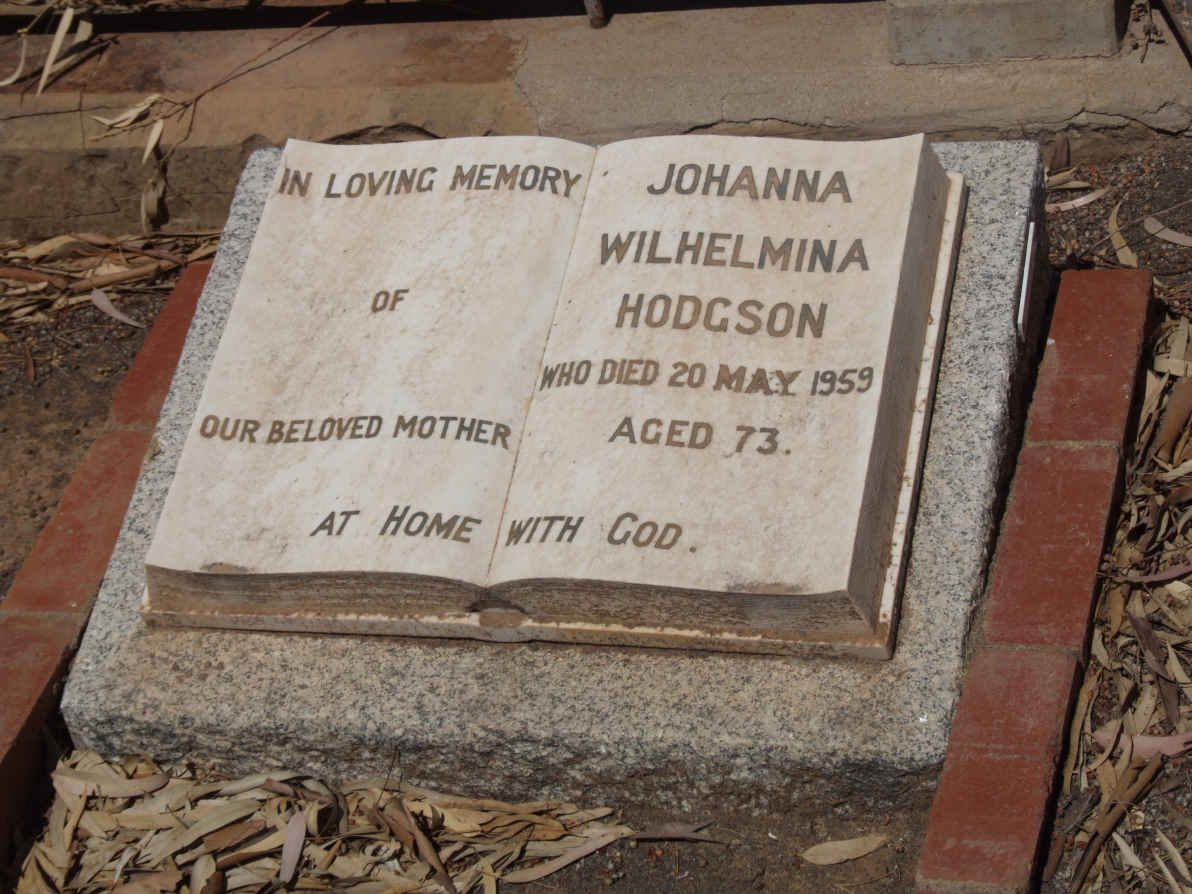 IN LOVING MEMORY
OF
OUR BELOVED MOTHER
JOHANNA
WILHELMINA
HODGSON
WHO DIED 20 MAY 1959
AGED 73.
AT HOME WITH GOD.